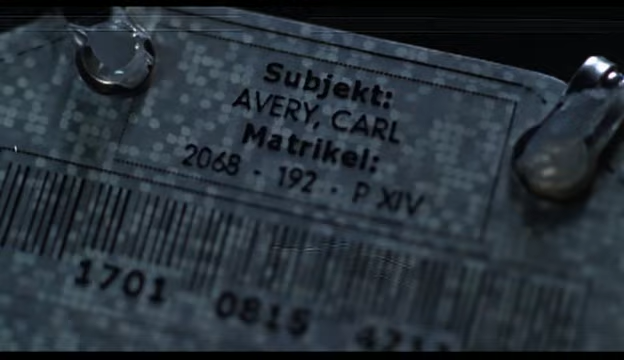 Subjekt:
AVERY, CARL
Matrikel:
2068 · 192 · P XIV
1701 0815